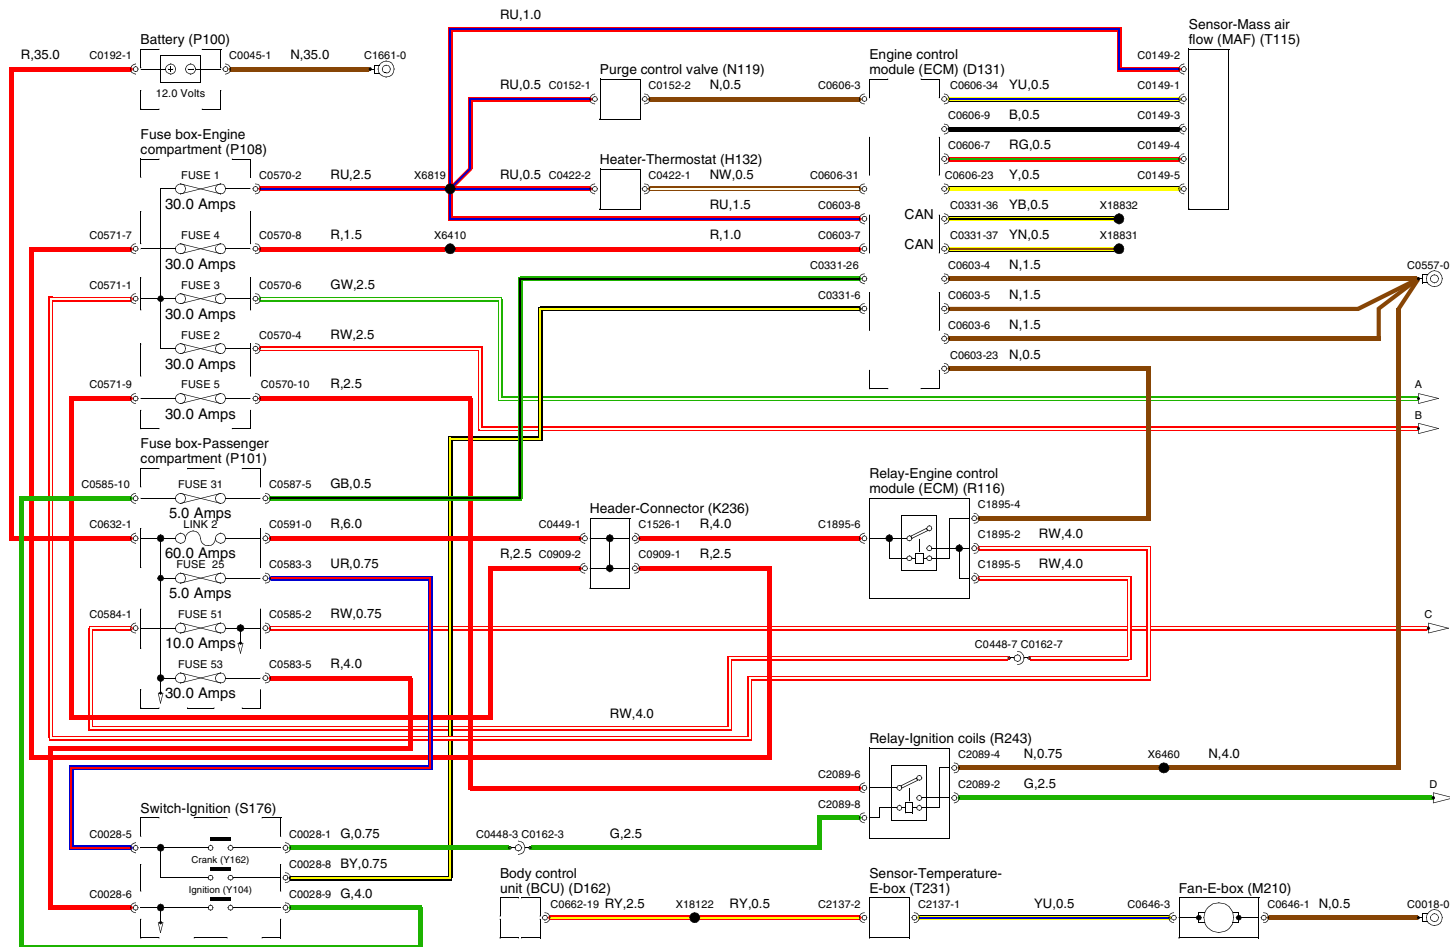 RU,1.0
Sensor-Mass air
flow (MAF) (T115)
Battery (P100)
R,35.0 C0192-1 C0045-1 N,35.0 C1661-0
12.0 Volts
Engine control
module (ECM) (D131)
C0149-2
Purge control valve (N119)
RU,0.5 C0152-1 C0152-2 N,0.5 C0606-3
C0606-34 YU,0.5 C0149-1
C0606-9 B,0.5 C0149-3
C0606-7 RG,0.5 C0149-4
Fuse box-Engine
compartment (P108)
Heater-Thermostat (H132)
FUSE 1
C0570-2 RU,2.5 X6819 RU,0.5 C0422-2 C0422-1 NW,0.5 C0606-31 C0606-23 Y,0.5 C0149-5
30.0 Amps
RU,1.5 C0603-8 CAN C0331-36 YB,0.5 X18832
C0571-7 FUSE 4 C0570-8 R,1.5 X6410 R,1.0 C0603-7 CAN C0331-37 YN,0.5 X18831
30.0 Amps
C0331-26 C0603-4 N,1.5 C0557-0
C0571-1 FUSE 3 C0570-6 GW,2.5
30.0 Amps
C0331-6 C0603-5 N,1.5
C0603-6 N,1.5
FUSE 2 C0570-4 RW,2.5
30.0 Amps
C0603-23 N,0.5
C0571-9 FUSE 5 C0570-10 R,2.5
30.0 Amps
A
B
Fuse box-Passenger
compartment (P101)
C0585-10 FUSE 31 C0587-5 GB,0.5
5.0 Amps
Relay-Engine control
module (ECM) (R116)
C1895-4
Header-Connector (K236)
C0632-1 LINK 2 C0591-0 R,6.0 C0449-1 C1526-1 R,4.0 C1895-6
60.0 Amps
C1895-2 RW,4.0
R,2.5 C0909-2 C0909-1 R,2.5
FUSE 25 C0583-3 UR,0.75
5.0 Amps
C1895-5 RW,4.0
C0584-1 FUSE 51 C0585-2 RW,0.75 C
10.0 Amps
C0448-7 C0162-7
FUSE 53 C0583-5 R,4.0
30.0 Amps
RW,4.0
Relay-Ignition coils (R243)
C2089-4 N,0.75 X6460 N,4.0
C2089-6
C2089-2 G,2.5 D
C2089-8
Switch-Ignition (S176)
C0028-5 C0028-1 G,0.75 C0448-3 C0162-3 G,2.5
Crank (Y162)
C0028-8 BY,0.75
Ignition (Y104)
C0028-6 C0028-9 G,4.0
Body control
unit (BCU) (D162)
C0662-19 RY,2.5 X18122 RY,0.5 C2137-2
Sensor-Temperature-
E-box (T231)
C2137-1 YU,0.5 C0646-3
Fan-E-box (M210)
C0646-1 N,0.5 C0018-0